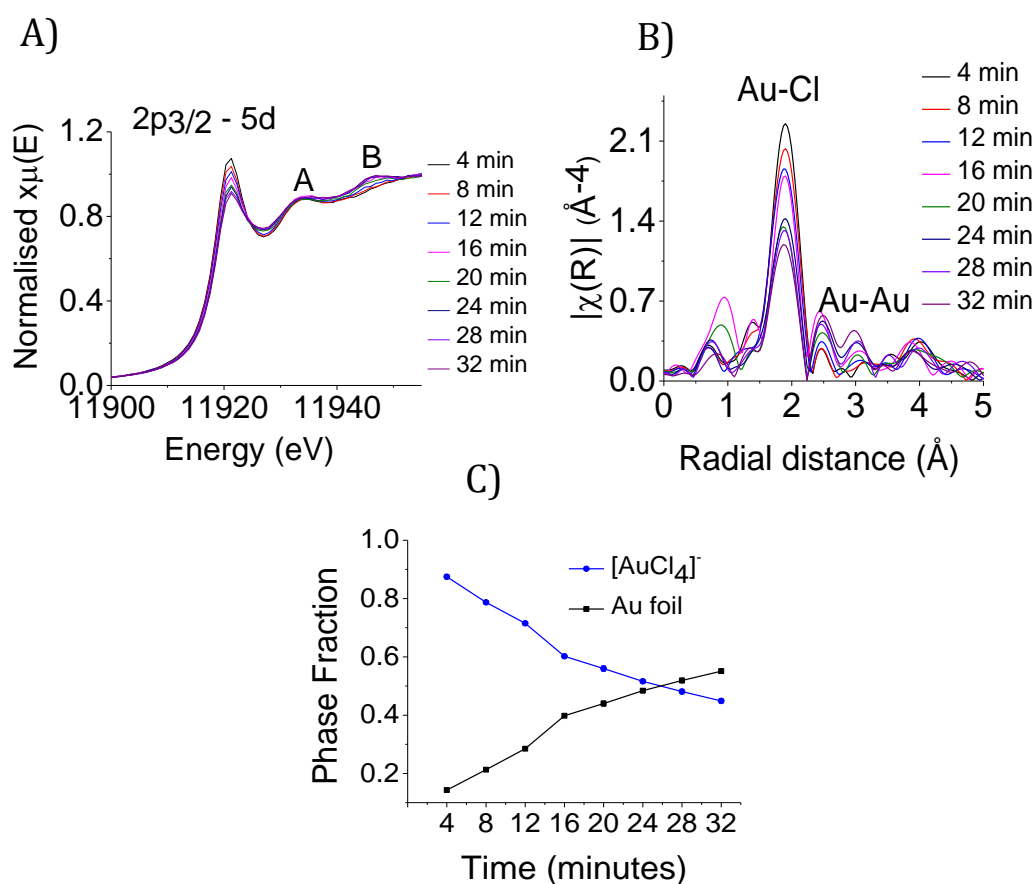 A)
2p3/2 - 5d
A
B
1.2
0.8
0.4
0.0
Normalised xμ(E)
11900 11920 11940
Energy (eV)
4 min
8 min
12 min
16 min
20 min
24 min
28 min
32 min
B)
Au-Cl
Au-Au
2.1
1.4
0.7
0.0
|χ(R)| (Å-4)
0 1 2 3 4 5
Radial distance (Å)
4 min
8 min
12 min
16 min
20 min
24 min
28 min
32 min
C)
[AuCl4]-
Au foil
1.0
0.8
0.6
0.4
0.2
Phase Fraction
4 8 12 16 20 24 28 32
Time (minutes)